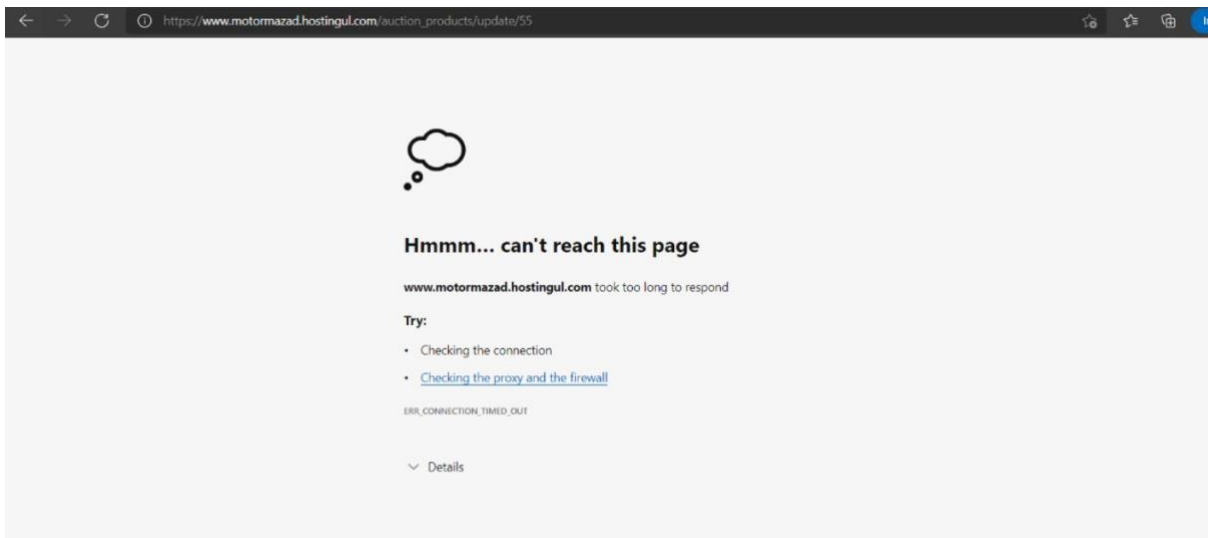 https://www.motormazad.hostingul.com/auction_products/update/55
Hmmm... can't reach this page
www.motormazad.hostingul.com took too long to respond
Try:
• Checking the connection
• Checking the proxy and the firewall
ERR_CONNECTION_TIMED_OUT
Details